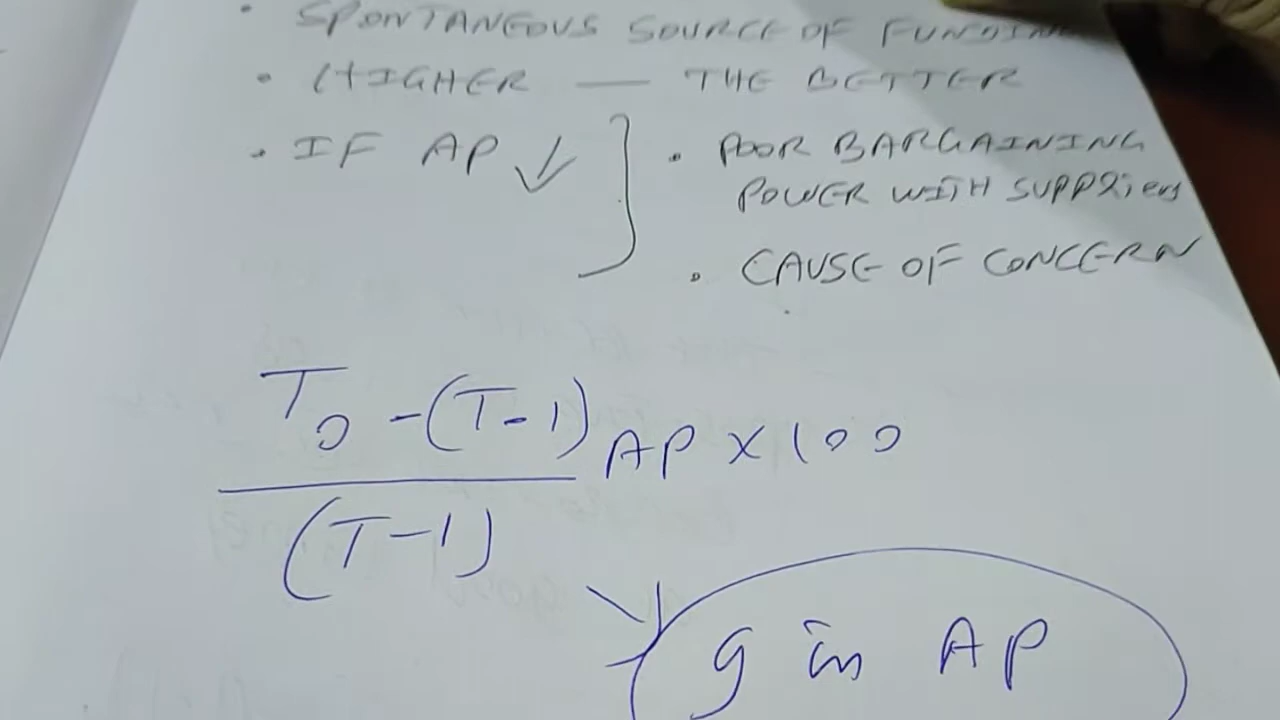 • SPONTANEOUS SOURCE OF FUNDIN
• HIGHER — THE BETTER
• IF AP ↓ } • POOR BARGAINING
POWER WITH SUPPliers
• CAUSE OF CONCERN
T0 -(T-1) AP X 100
(T-1)
g in AP